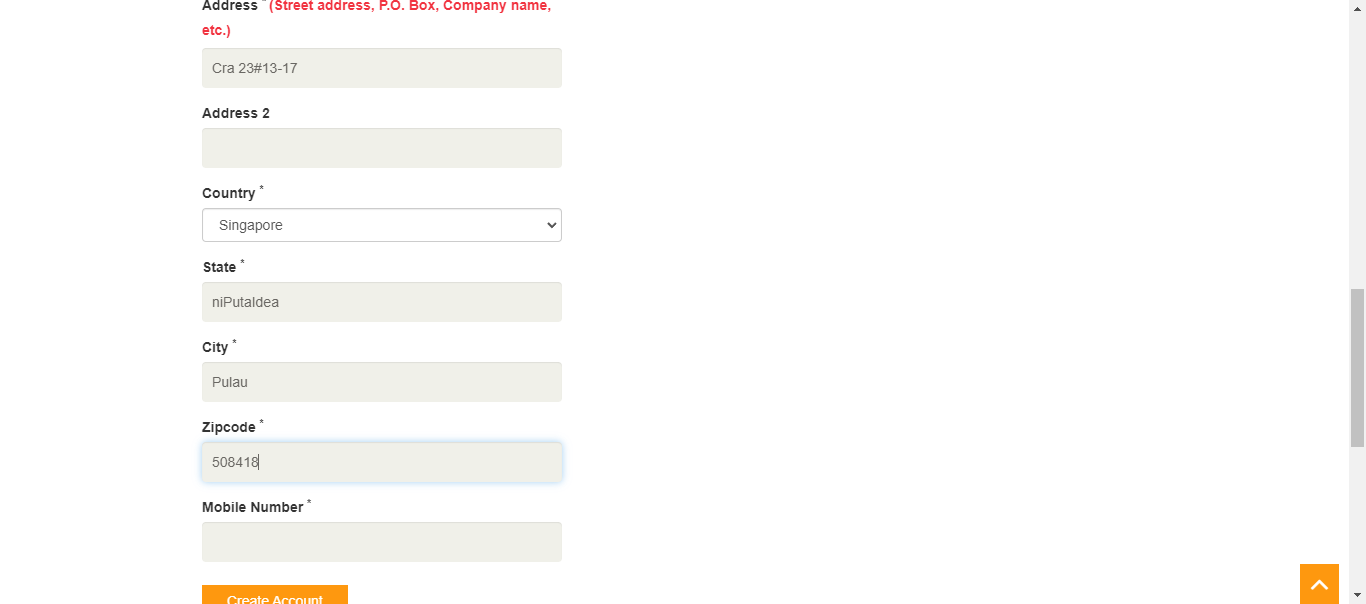 Address * (Street address, P.O. Box, Company name,
etc.)
Cra 23#13-17
Address 2
Country *
Singapore
State *
niPutaIdea
City *
Pulau
Zipcode *
508418
Mobile Number *
Create Account